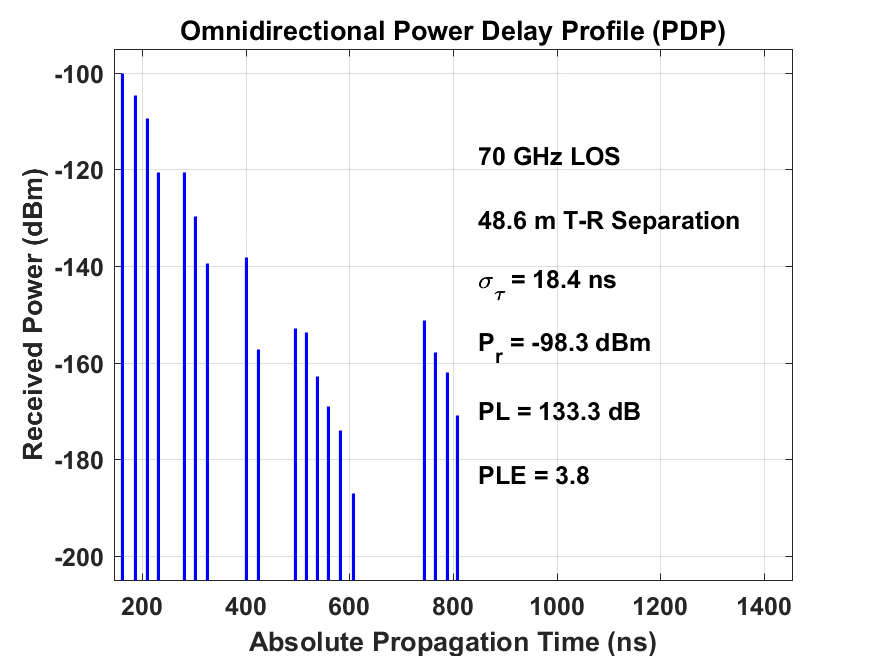 Omnidirectional Power Delay Profile (PDP)
-100
-120
-140
-160
-180
-200
Received Power (dBm)
70 GHz LOS
48.6 m T-R Separation
σ_τ = 18.4 ns
P_r = -98.3 dBm
PL = 133.3 dB
PLE = 3.8
200 400 600 800 1000 1200 1400
Absolute Propagation Time (ns)